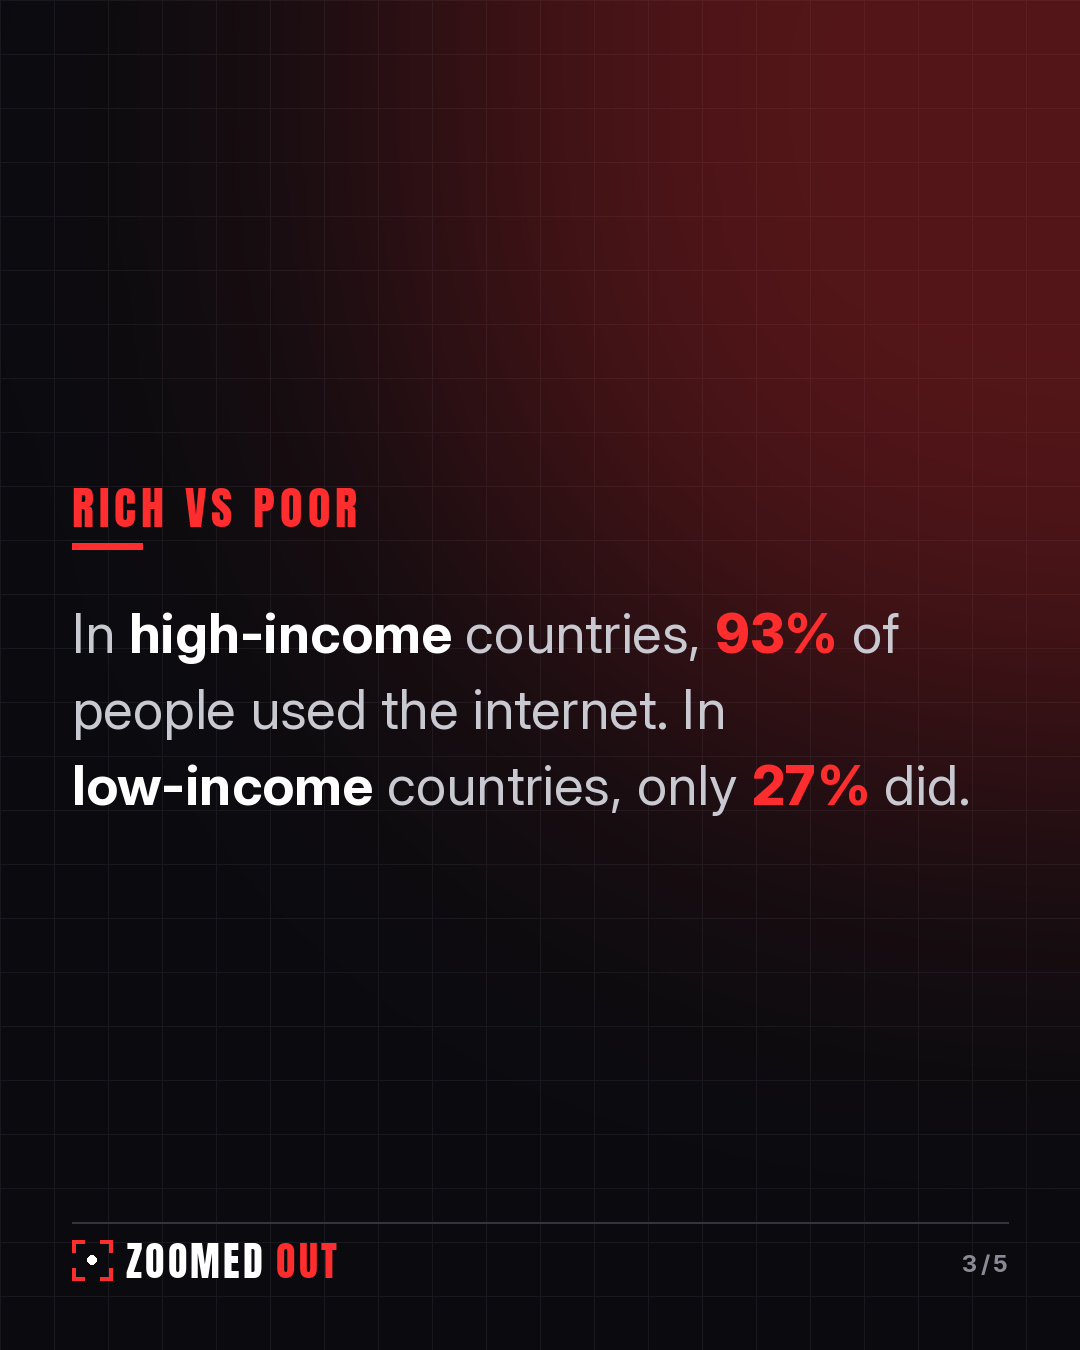 RICH VS POOR
In high-income countries, 93% of
people used the internet. In
low-income countries, only 27% did.
ZOOMED OUT
3/5